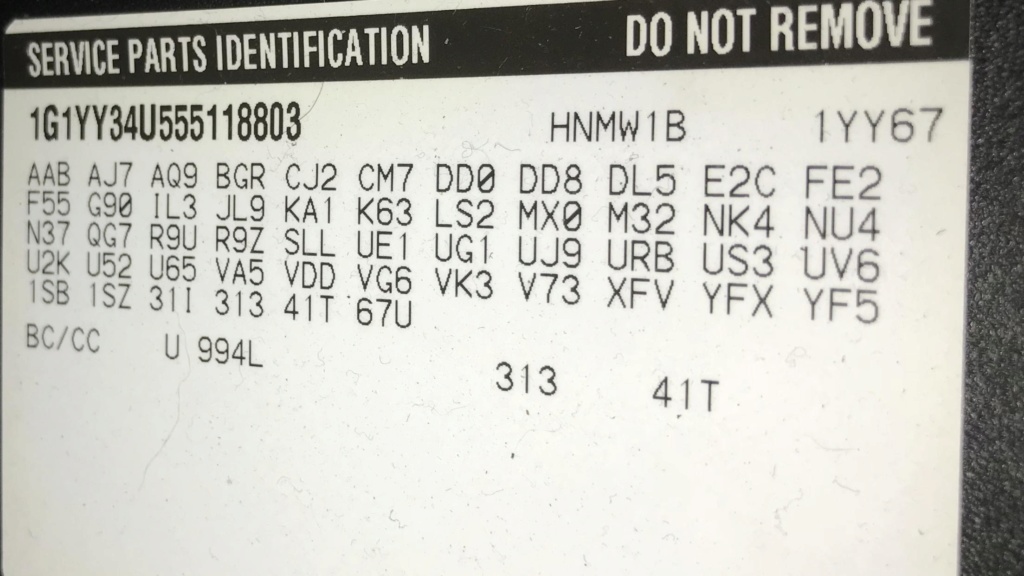 SERVICE PARTS IDENTIFICATION DO NOT REMOVE
1G1YY34U555118803 HNMW1B 1YY67
AAB AJ7 AQ9 BGR CJ2 CM7 DD0 DD8 DL5 E2C FE2
F55 G90 IL3 JL9 KA1 K63 LS2 MX0 M32 NK4 NU4
N37 QG7 R9U R9Z SLL UE1 UG1 UJ9 URB US3 UV6
U2K U52 U65 VA5 VDD VG6 VK3 V73 XFV YFX YF5
1SB 1SZ 31I 313 41T 67U
BC/CC U 994L
313 41T